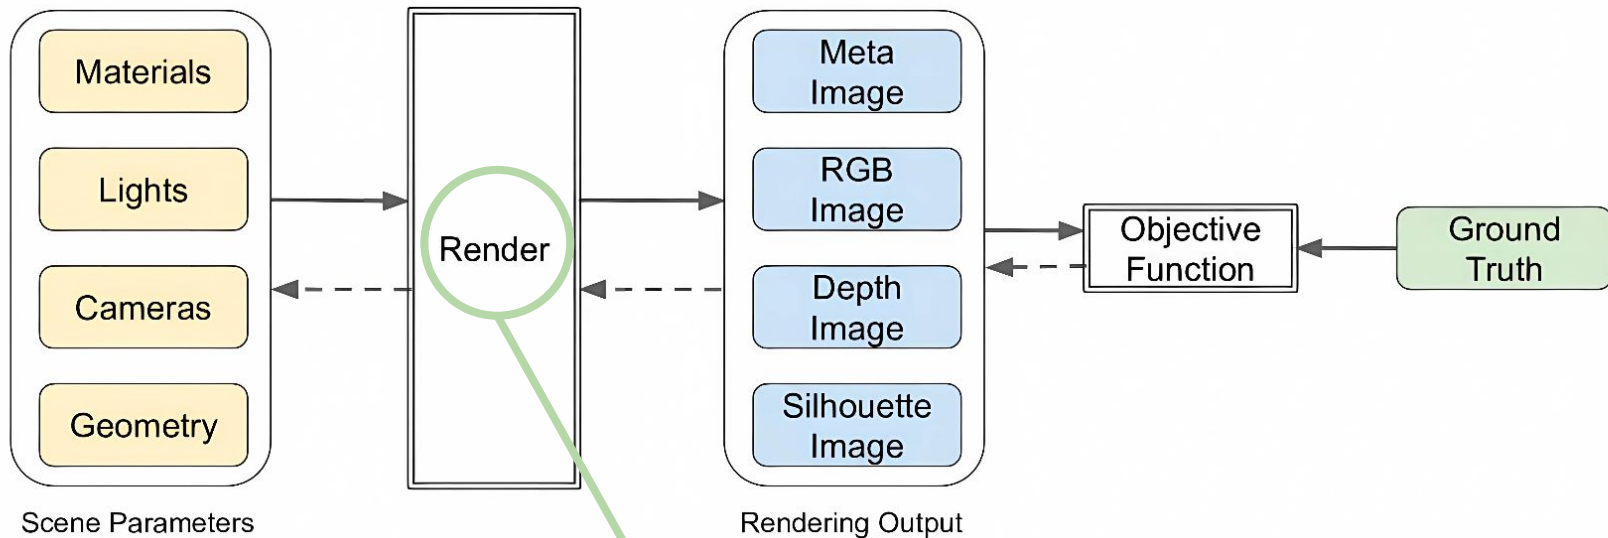 Materials
Lights
Cameras
Geometry
Scene Parameters
Render
Meta
Image
RGB
Image
Depth
Image
Silhouette
Image
Rendering Output
Objective
Function
Ground
Truth